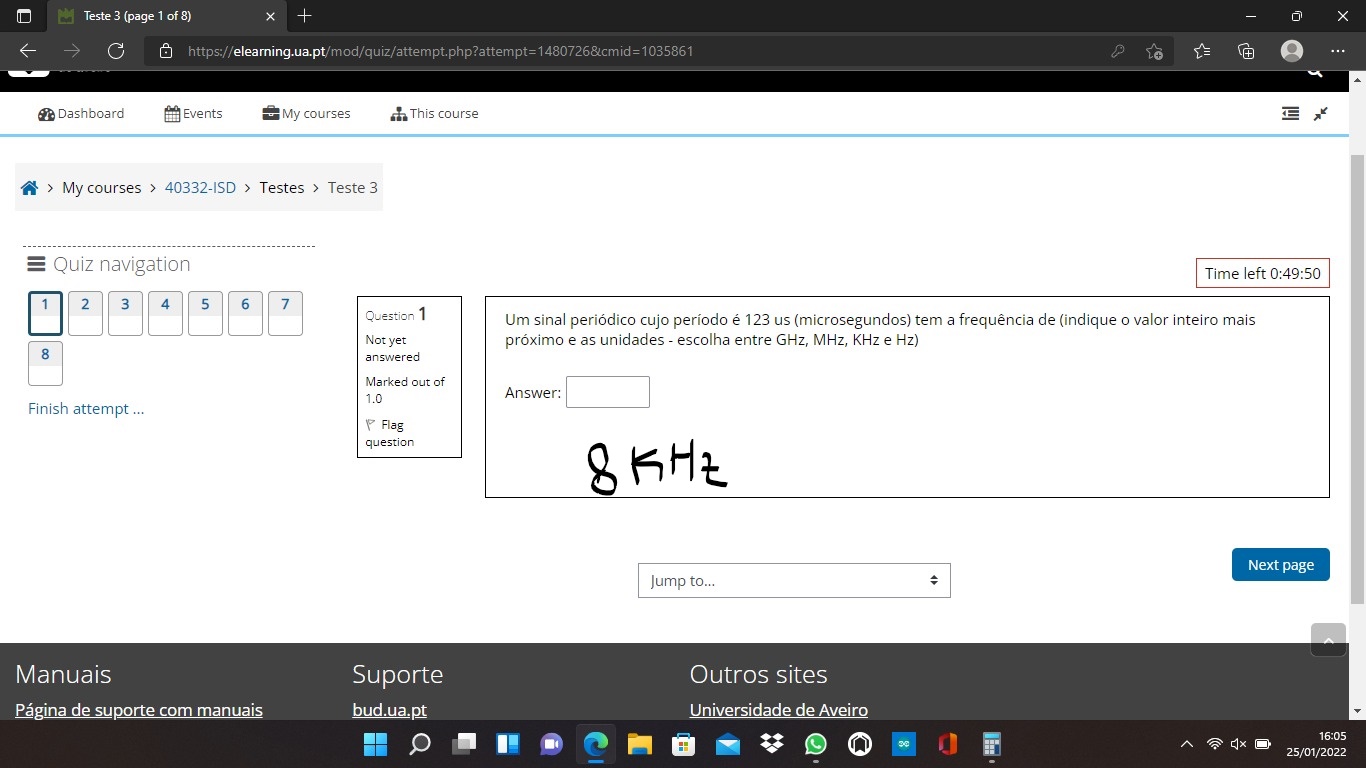 Teste 3 (page 1 of 8)
https://elearning.ua.pt/mod/quiz/attempt.php?attempt=1480726&cmid=1035861
Dashboard Events My courses This course
My courses > 40332-ISD > Testes > Teste 3
Quiz navigation
1 2 3 4 5 6 7
8
Finish attempt ...
Time left 0:49:50
Question 1
Not yet
answered
Marked out of
1.0
Flag
question
Um sinal periódico cujo período é 123 us (microsegundos) tem a frequência de (indique o valor inteiro mais
próximo e as unidades - escolha entre GHz, MHz, KHz e Hz)
Answer:
8 KHz
Jump to...
Next page
Manuais
Página de suporte com manuais
Suporte
bud.ua.pt
Outros sites
Universidade de Aveiro
16:05
25/01/2022